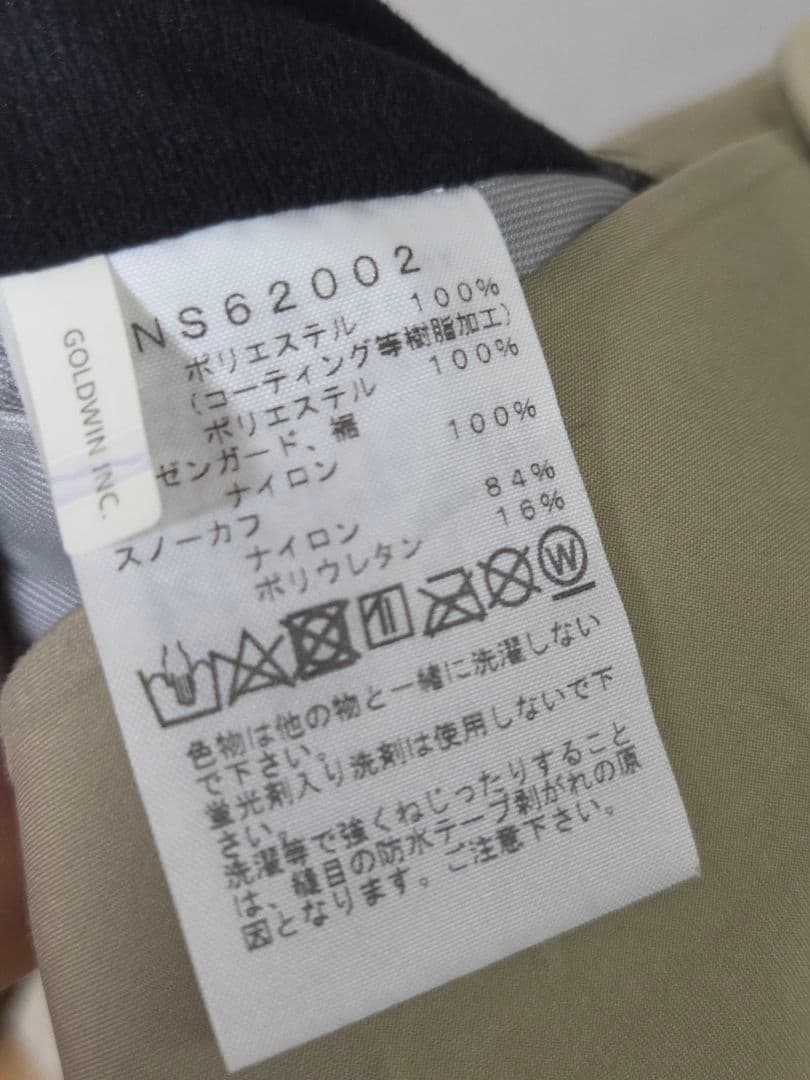 GOLDWIN INC.
NS62002
ポリエステル 100%
(コーティング等樹脂加工)
ポリエステル 100%
ゼンガード、裾
ナイロン 100%
スノーカフ
ナイロン 84%
ポリウレタン 16%
W
色物は他の物と一緒に洗濯しない
で下さい。
蛍光剤入り洗剤は使用しないで下
さい。
洗濯等で強くねじったりすること
は、縫目の防水テープ剥がれの原
因となります。ご注意下さい。